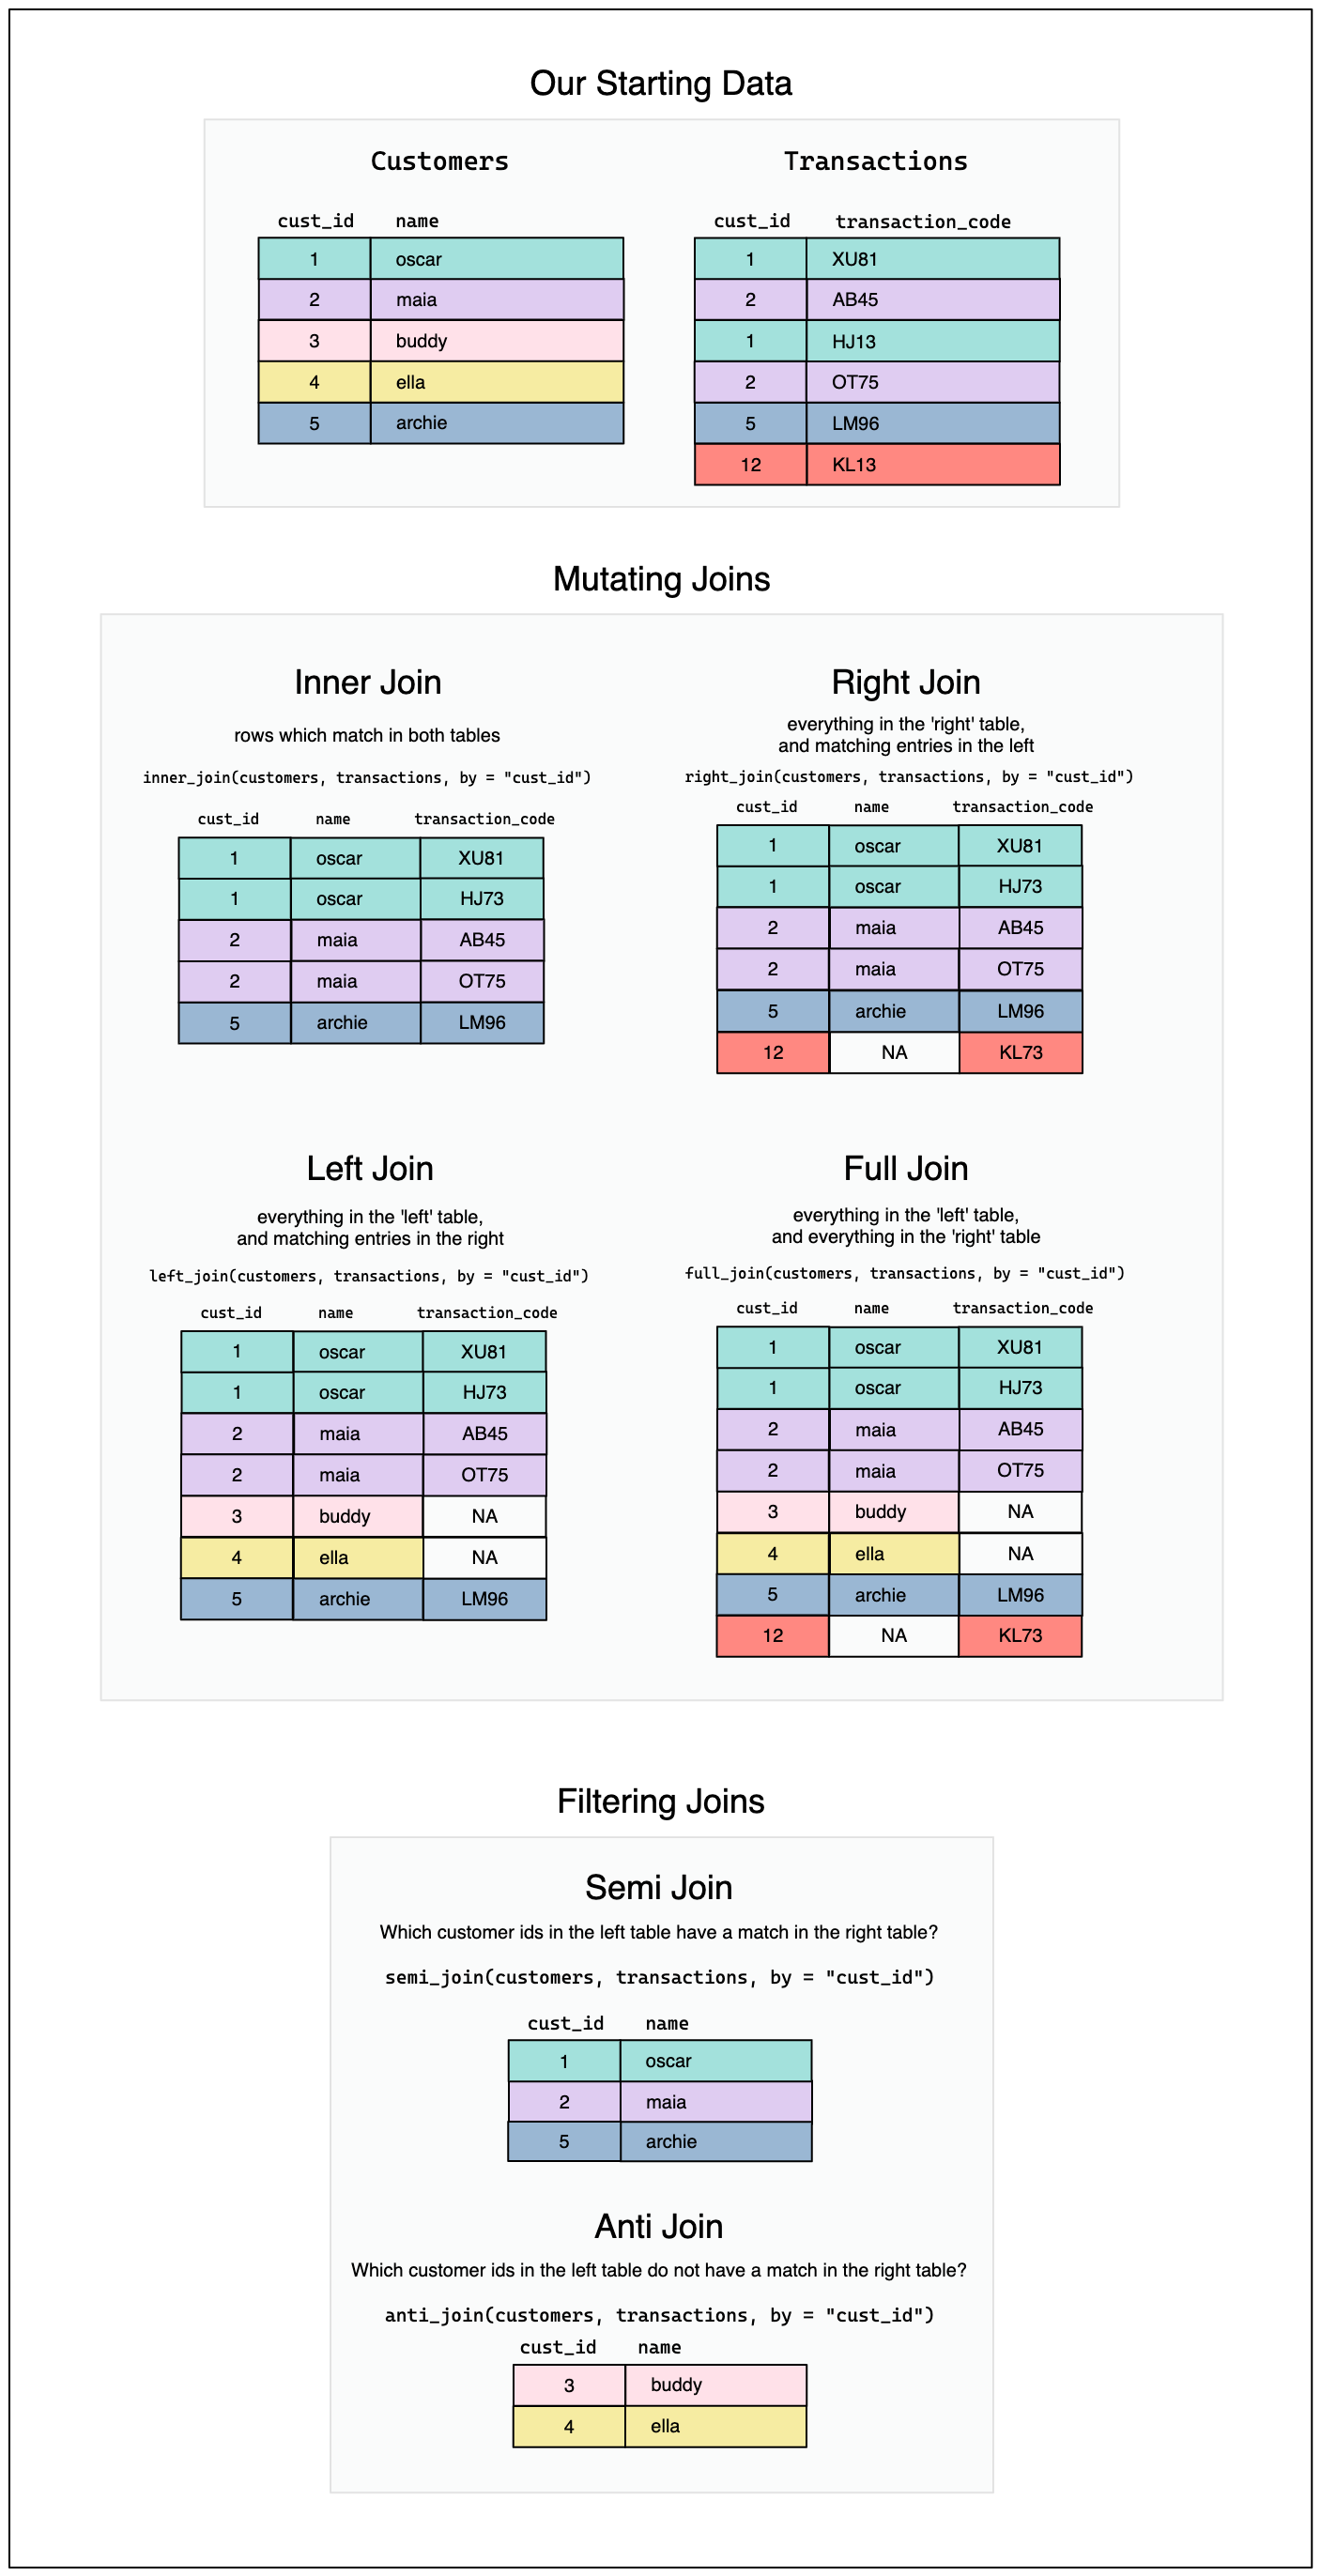 Our Starting Data
Customers
cust_id name
1 oscar
2 maia
3 buddy
4 ella
5 archie
Transactions
cust_id transaction_code
1 XU81
2 AB45
1 HJ13
2 OT75
5 LM96
12 KL13
Mutating Joins
Inner Join
rows which match in both tables
inner_join(customers, transactions, by = "cust_id")
cust_id name transaction_code
1 oscar XU81
1 oscar HJ73
2 maia AB45
2 maia OT75
5 archie LM96
Right Join
everything in the 'right' table,
and matching entries in the left
right_join(customers, transactions, by = "cust_id")
cust_id name transaction_code
1 oscar XU81
1 oscar HJ73
2 maia AB45
2 maia OT75
5 archie LM96
12 NA KL73
Left Join
everything in the 'left' table,
and matching entries in the right
left_join(customers, transactions, by = "cust_id")
cust_id name transaction_code
1 oscar XU81
1 oscar HJ73
2 maia AB45
2 maia OT75
3 buddy NA
4 ella NA
5 archie LM96
Full Join
everything in the 'left' table,
and everything in the 'right' table
full_join(customers, transactions, by = "cust_id")
cust_id name transaction_code
1 oscar XU81
1 oscar HJ73
2 maia AB45
2 maia OT75
3 buddy NA
4 ella NA
5 archie LM96
12 NA KL73
Filtering Joins
Semi Join
Which customer ids in the left table have a match in the right table?
semi_join(customers, transactions, by = "cust_id")
cust_id name
1 oscar
2 maia
5 archie
Anti Join
Which customer ids in the left table do not have a match in the right table?
anti_join(customers, transactions, by = "cust_id")
cust_id name
3 buddy
4 ella